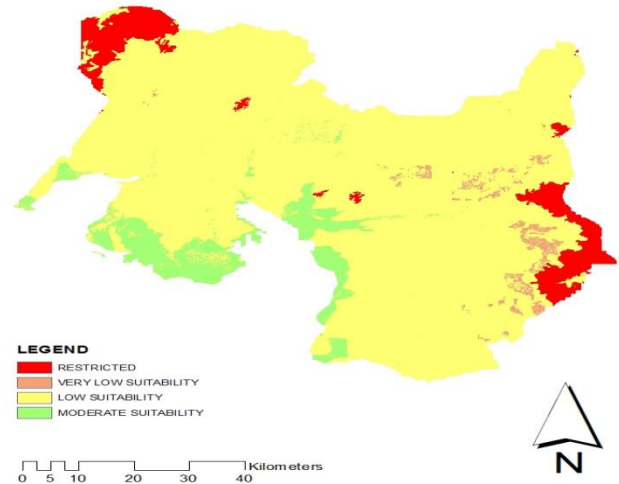 LEGEND
RESTRICTED
VERY LOW SUITABILITY
LOW SUITABILITY
MODERATE SUITABILITY
0 5 10 20 30 40 Kilometers
N